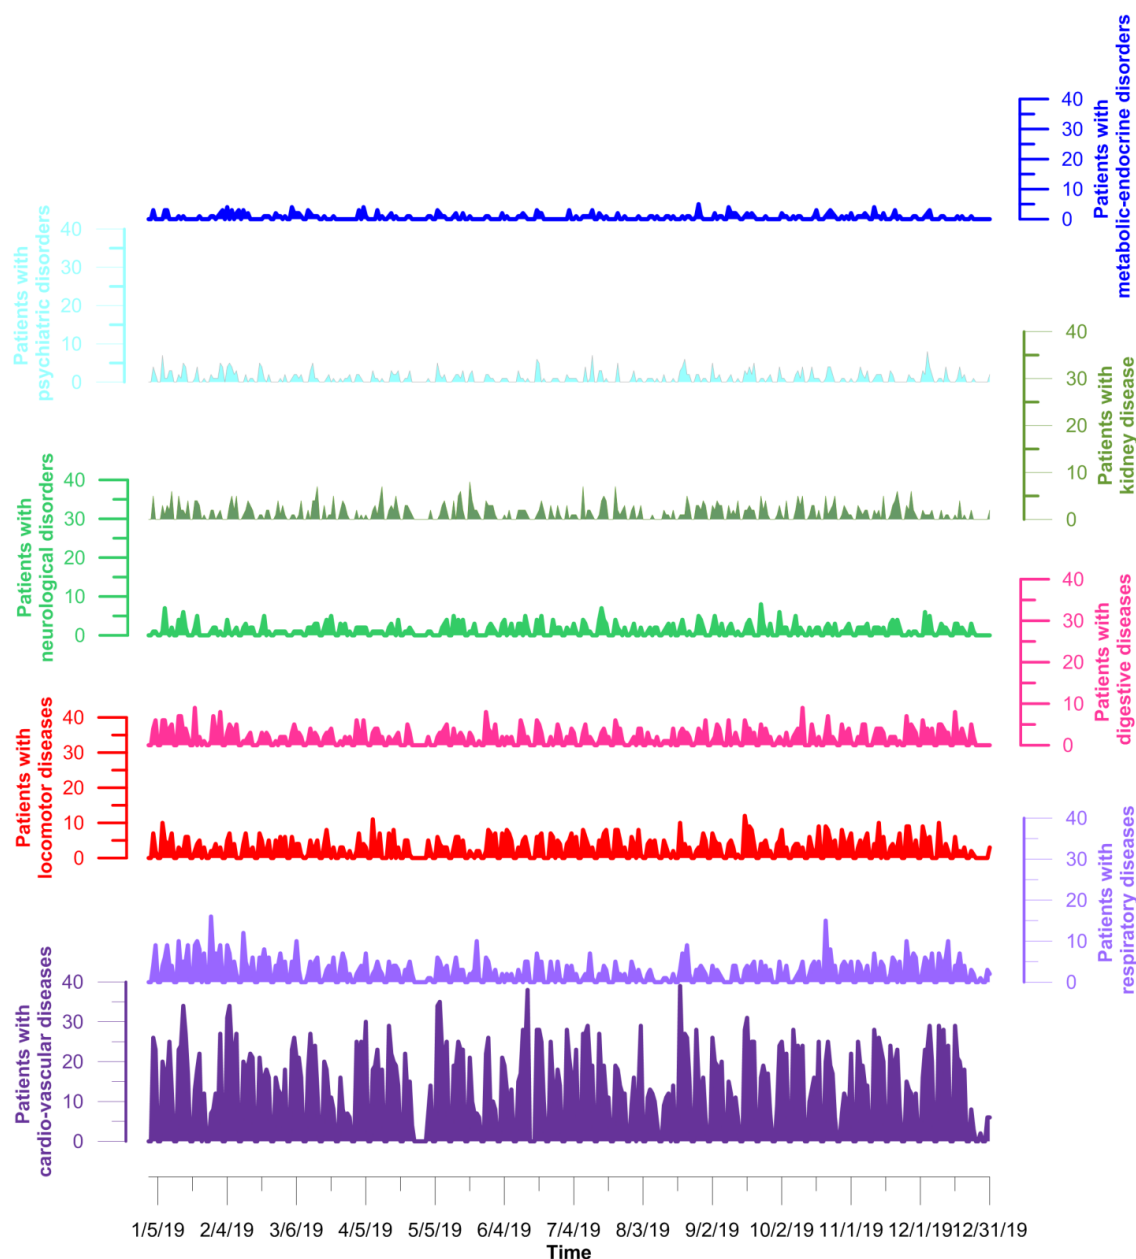 40
30
20
10
0
Patients with
metabolic-endocrine disorders
Patients with
psychiatric disorders
40
30
20
10
0
40
30
20
10
0
Patients with
kidney disease
Patients with
neurological disorders
40
30
20
10
0
40
30
20
10
0
Patients with
digestive diseases
Patients with
locomotor diseases
40
30
20
10
0
40
30
20
10
0
Patients with
respiratory diseases
Patients with
cardio-vascular diseases
40
30
20
10
0
1/5/19 2/4/19 3/6/19 4/5/19 5/5/19 6/4/19 7/4/19 8/3/19 9/2/19 10/2/19 11/1/19 12/1/19 12/31/19
Time